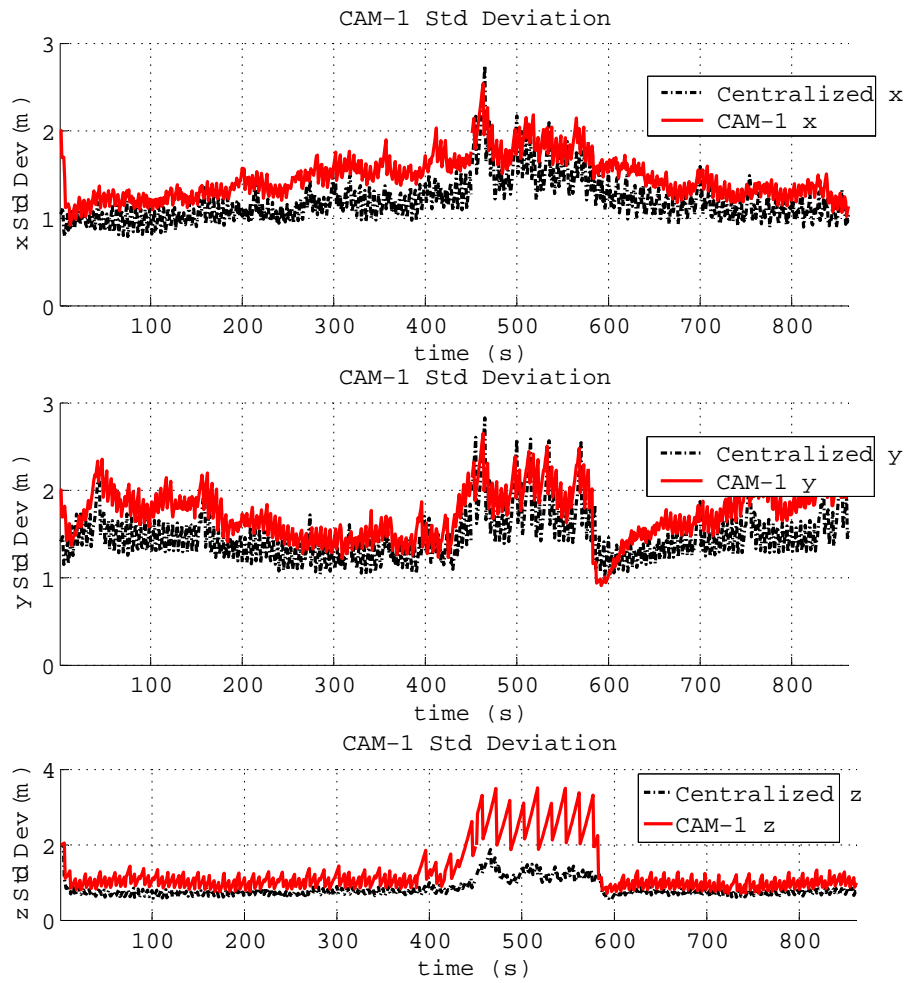 CAM-1 Std Deviation
3
2
1
0
x Std Dev (m)
Centralized x
CAM-1 x
100 200 300 400 500 600 700 800
time (s)
CAM-1 Std Deviation
3
2
1
0
y Std Dev (m)
Centralized y
CAM-1 y
100 200 300 400 500 600 700 800
time (s)
CAM-1 Std Deviation
4
2
0
z Std Dev (m)
Centralized z
CAM-1 z
100 200 300 400 500 600 700 800
time (s)